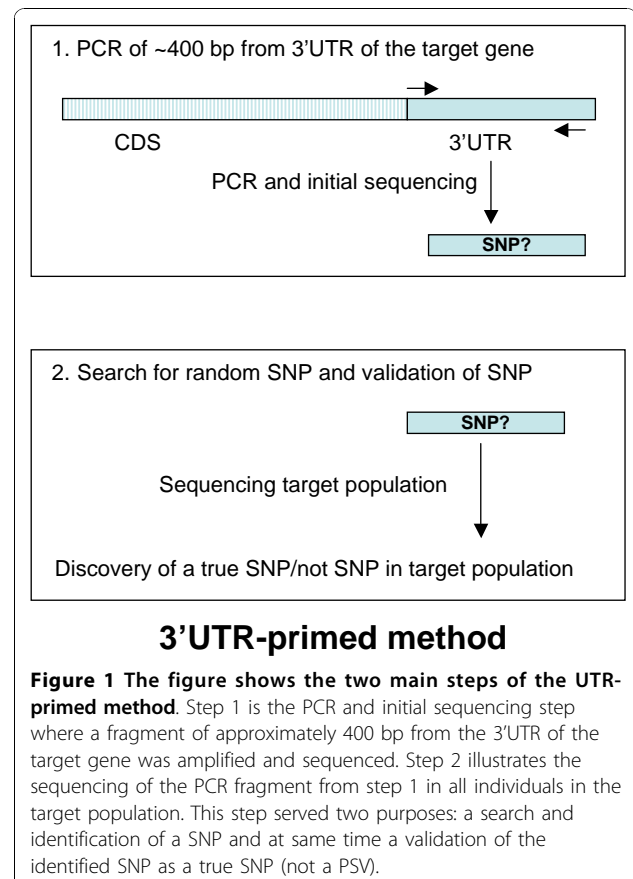 1. PCR of ~400 bp from 3'UTR of the target gene
CDS
3'UTR
PCR and initial sequencing
SNP?
2. Search for random SNP and validation of SNP
SNP?
Sequencing target population
Discovery of a true SNP/not SNP in target population
3'UTR-primed method
Figure 1 The figure shows the two main steps of the UTR-
primed method. Step 1 is the PCR and initial sequencing step
where a fragment of approximately 400 bp from the 3'UTR of the
target gene was amplified and sequenced. Step 2 illustrates the
sequencing of the PCR fragment from step 1 in all individuals in the
target population. This step served two purposes: a search and
identification of a SNP and at same time a validation of the
identified SNP as a true SNP (not a PSV).